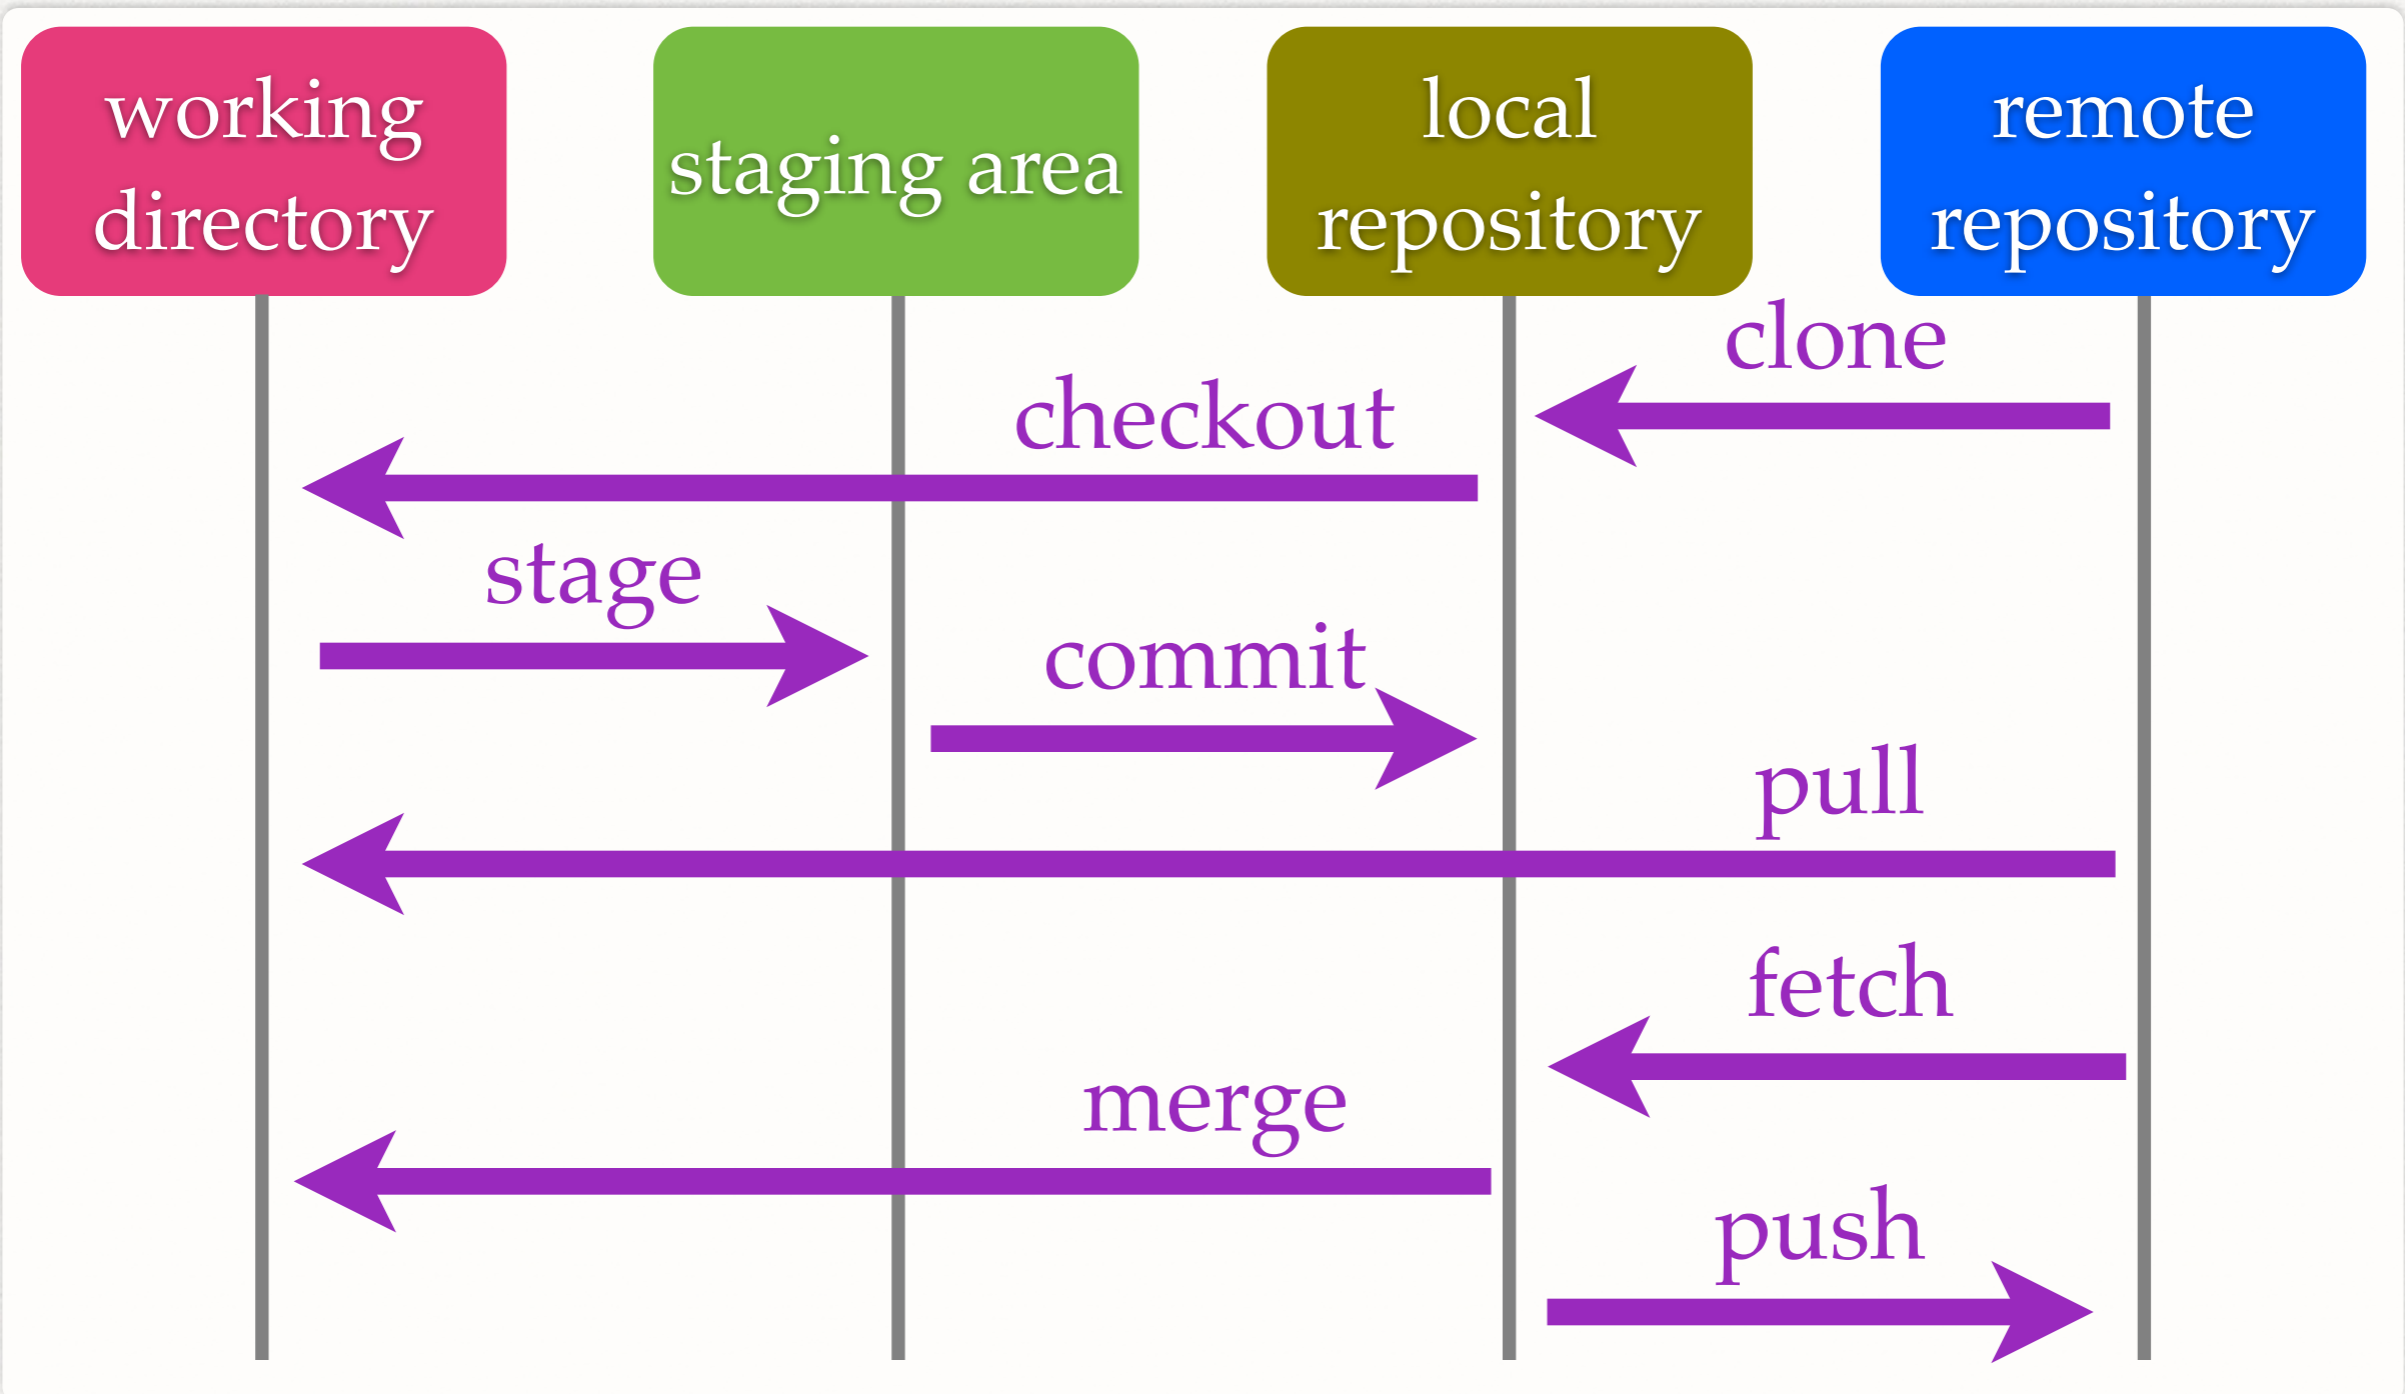 working
directory
staging area
local
repository
remote
repository
clone
checkout
stage
commit
pull
fetch
merge
push